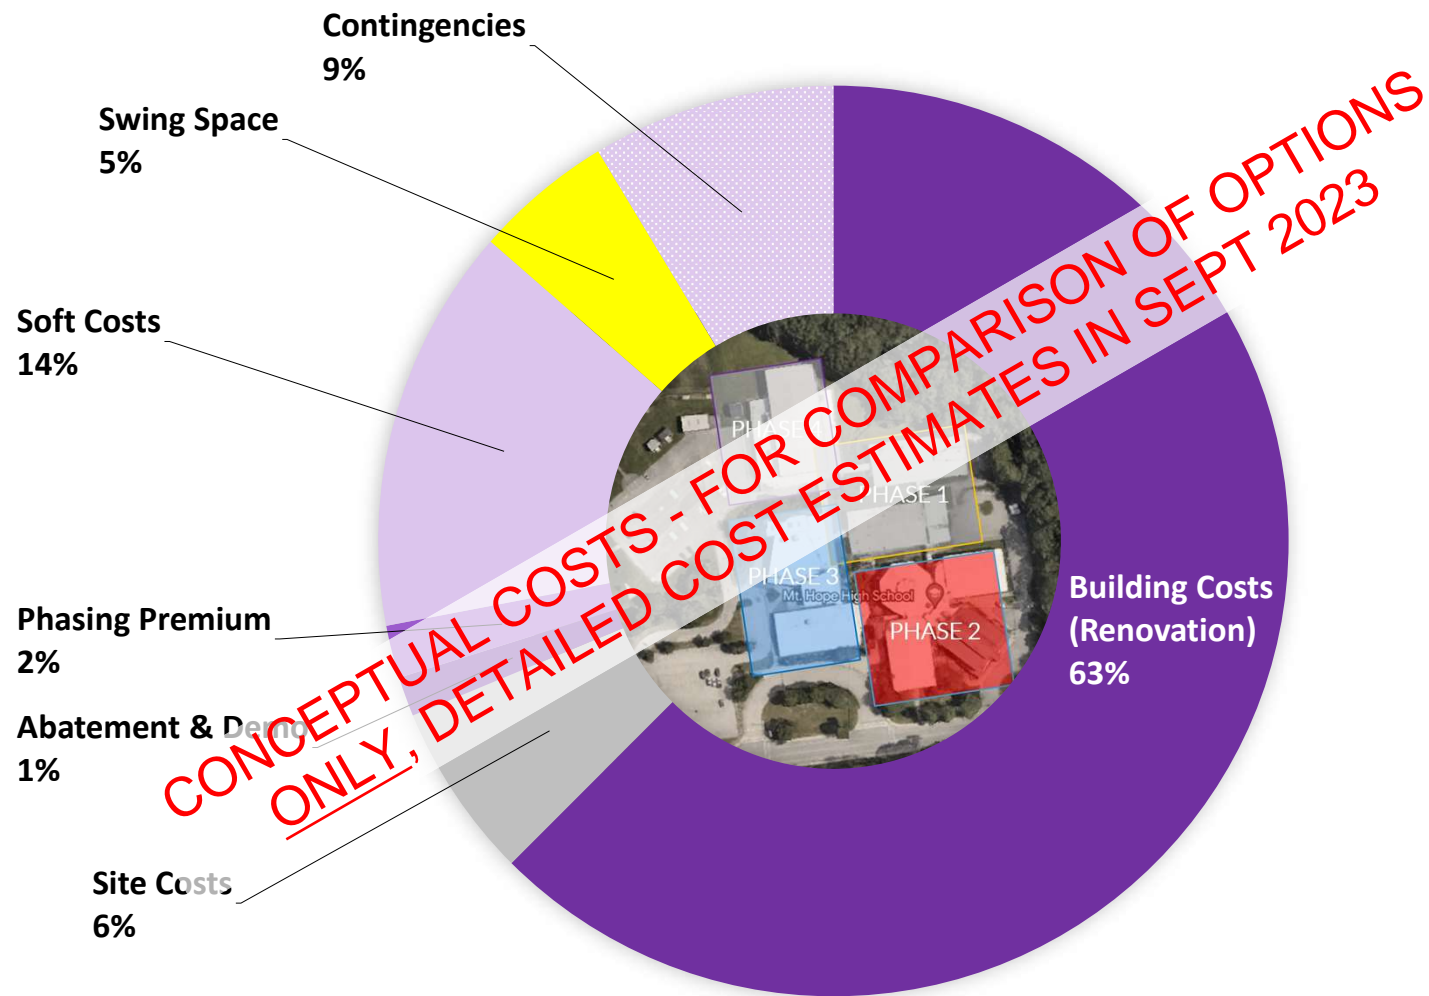 Contingencies
9%
Swing Space
5%
Soft Costs
14%
Phasing Premium
2%
Abatement & Demo
1%
Site Costs
6%
Building Costs
(Renovation)
63%
PHASE 4
PHASE 1
PHASE 3
Mt. Hope High School
PHASE 2
CONCEPTUAL COSTS - FOR COMPARISON OF OPTIONS
ONLY, DETAILED COST ESTIMATES IN SEPT 2023